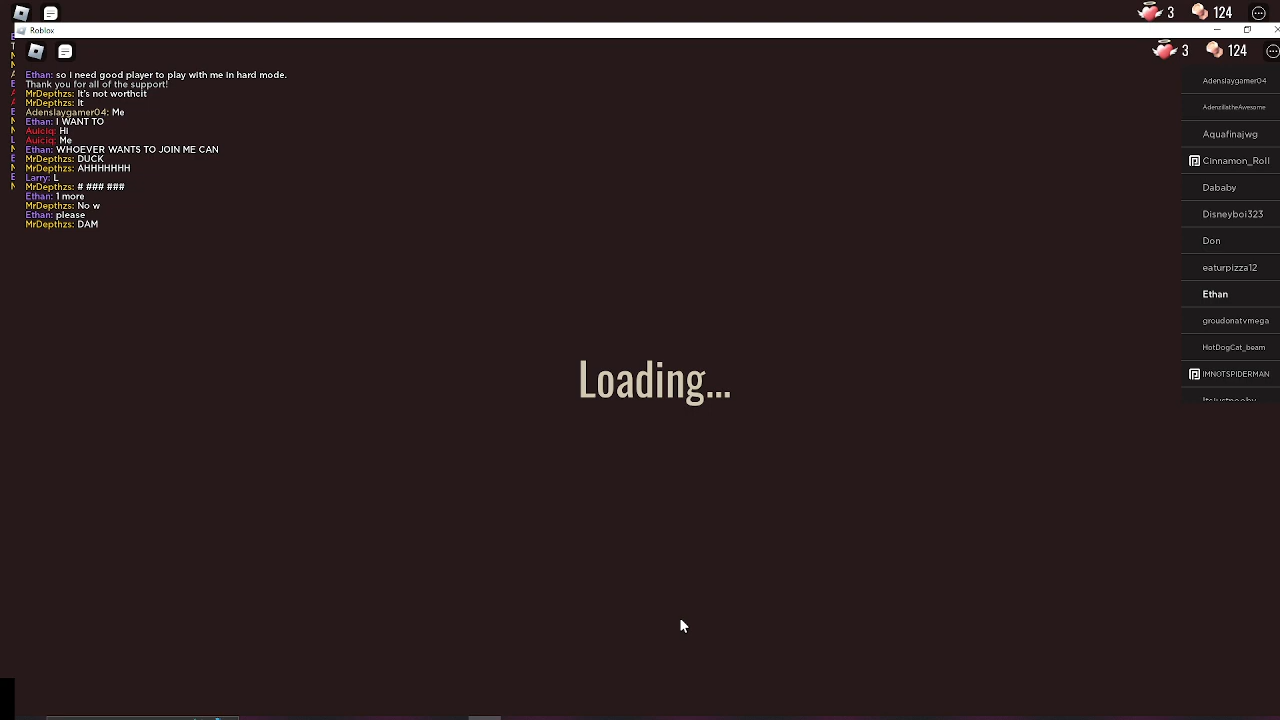 3 124
Roblox
3 124
Ethan: so i need good player to play with me in hard mode.
Thank you for all of the support!
MrDepthzs: It's not worthcit
MrDepthzs: It
Adenslaygamer04: Me
Ethan: I WANT TO
Auiciq: Hi
Auiciq: Me
Ethan: WHOEVER WANTS TO JOIN ME CAN
MrDepthzs: DUCK
MrDepthzs: AHHHHHHH
Larry: L
MrDepthzs: # ### ###
Ethan: 1 more
MrDepthzs: No w
Ethan: please
MrDepthzs: DAM
Adenslaygamer04
AdenzillatheAwesome
Aquafinajwg
Cinnamon_Roll
Dababy
Disneyboi323
Don
eaturpizza12
Ethan
groudonatvmega
HotDogCat_beam
IMNOTSPIDERMAN
Loading...